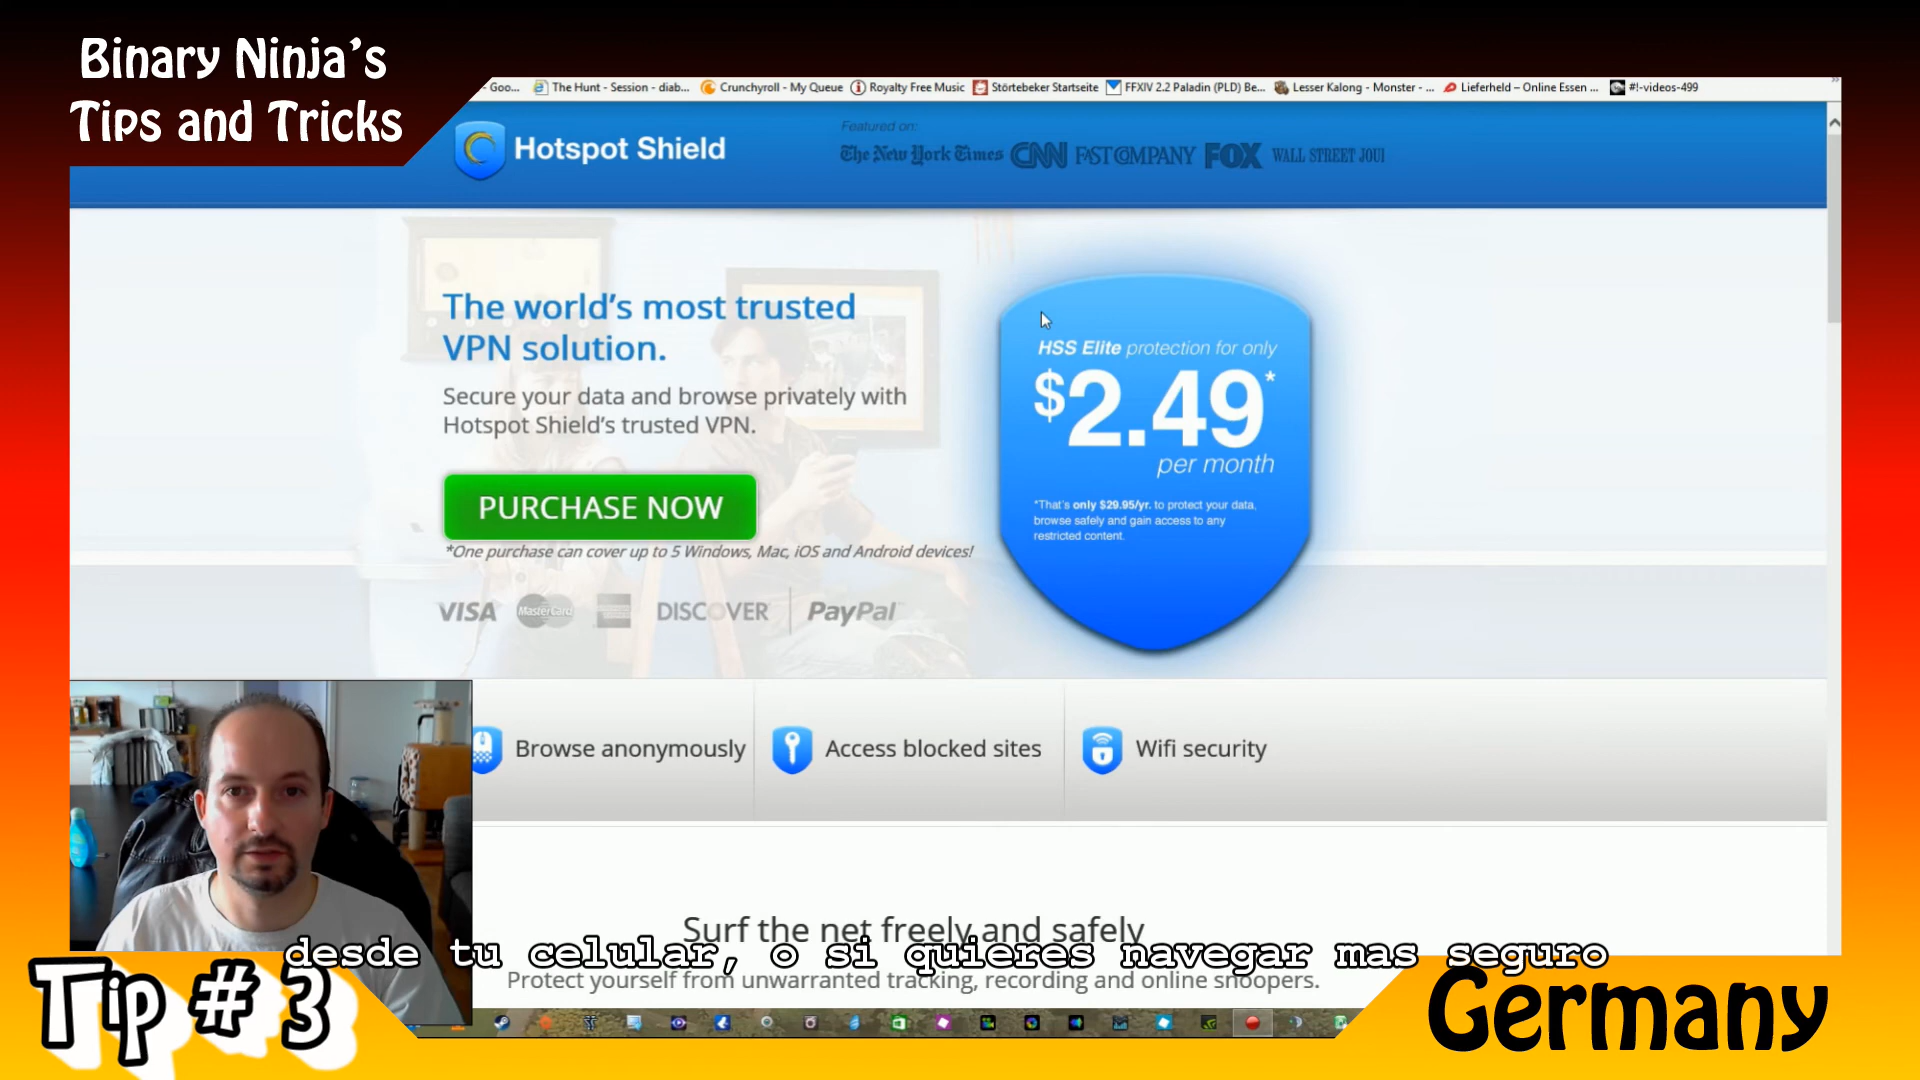 Binary Ninja's
Tips and Tricks
- Goo... The Hunt - Session - diab... Crunchyroll - My Queue Royalty Free Music Störtebeker Startseite FFXIV 2.2 Paladin (PLD) Be... Lesser Kalong - Monster - ... Lieferheld – Online Essen ... #!-videos-499
Hotspot Shield
Featured on:
The New York Times CNN FAST COMPANY FOX WALL STREET JOU
The world's most trusted
VPN solution.
Secure your data and browse privately with
Hotspot Shield's trusted VPN.
PURCHASE NOW
*One purchase can cover up to 5 Windows, Mac, iOS and Android devices!
VISA MasterCard DISCOVER PayPal
HSS Elite protection for only
$2.49*
per month
*That's only $29.95/yr. to protect your data,
browse safely and gain access to any
restricted content.
Browse anonymously Access blocked sites Wifi security
Surf the net freely and safely
desde tu celular, o si quieres navegar mas seguro
Protect yourself from unwarranted tracking, recording and online snoopers.
Tip # 3
Germany